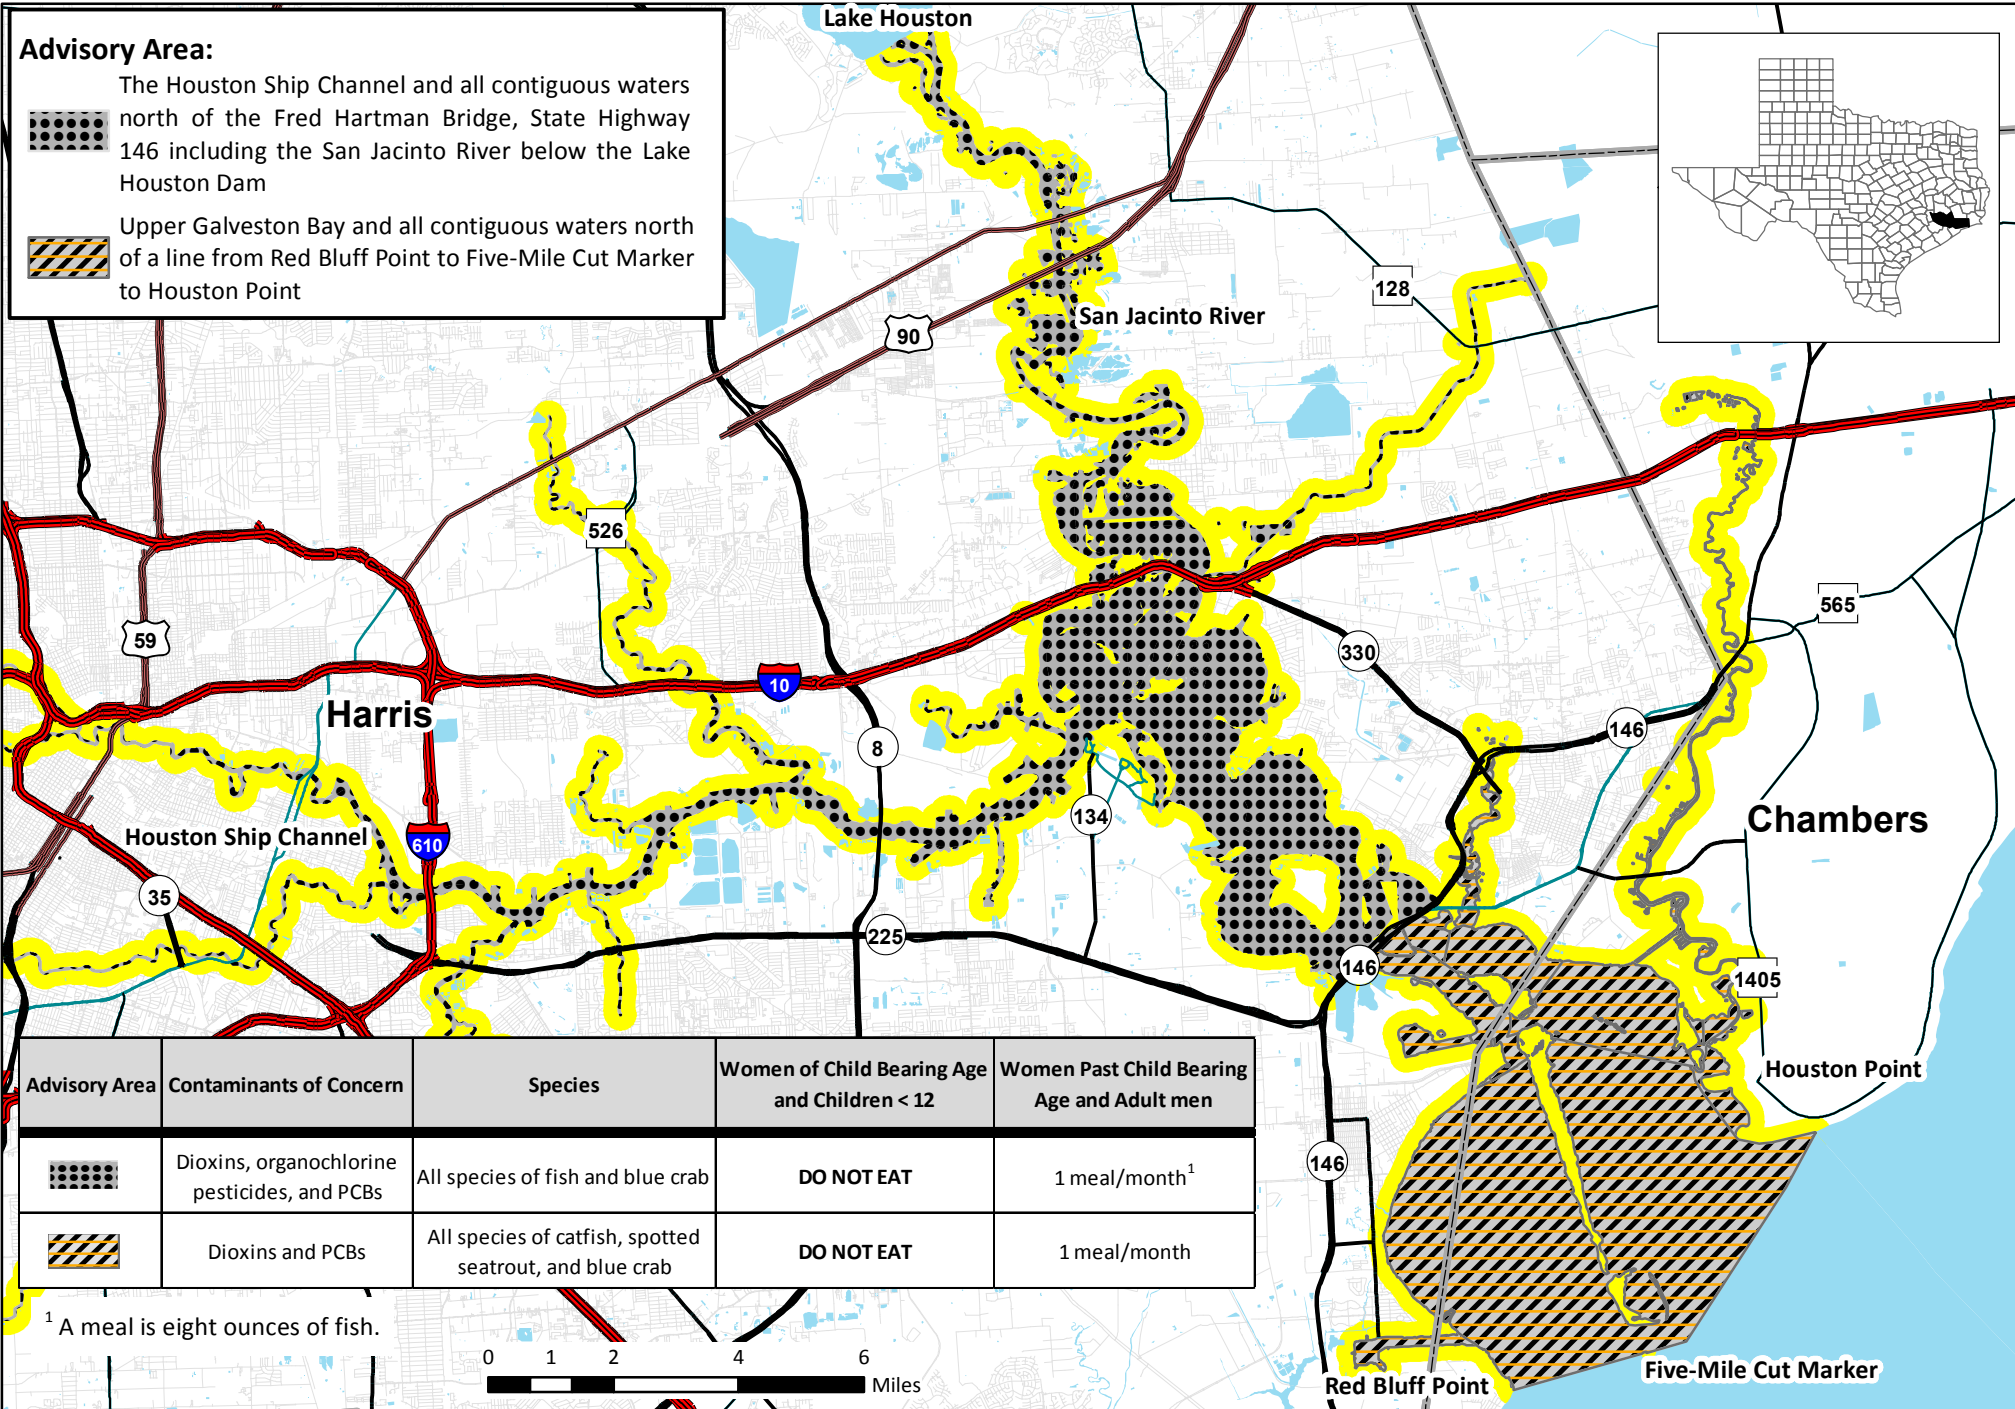 Lake Houston
Advisory Area:
The Houston Ship Channel and all contiguous waters
north of the Fred Hartman Bridge, State Highway
146 including the San Jacinto River below the Lake
Houston Dam
Upper Galveston Bay and all contiguous waters north
of a line from Red Bluff Point to Five-Mile Cut Marker
to Houston Point
128
San Jacinto River
90
526
565
59
330
10
Harris
146
8
134
Chambers
Houston Ship Channel
610
35
225
146
1405
Houston Point
146
Advisory Area
Contaminants of Concern
Species
Women of Child Bearing Age
and Children < 12
Women Past Child Bearing
Age and Adult men
Dioxins, organochlorine
pesticides, and PCBs
All species of fish and blue crab
DO NOT EAT
1 meal/month1
Dioxins and PCBs
All species of catfish, spotted
seatrout, and blue crab
DO NOT EAT
1 meal/month
1 A meal is eight ounces of fish.
0 1 2 4 6
Miles
Red Bluff Point
Five-Mile Cut Marker